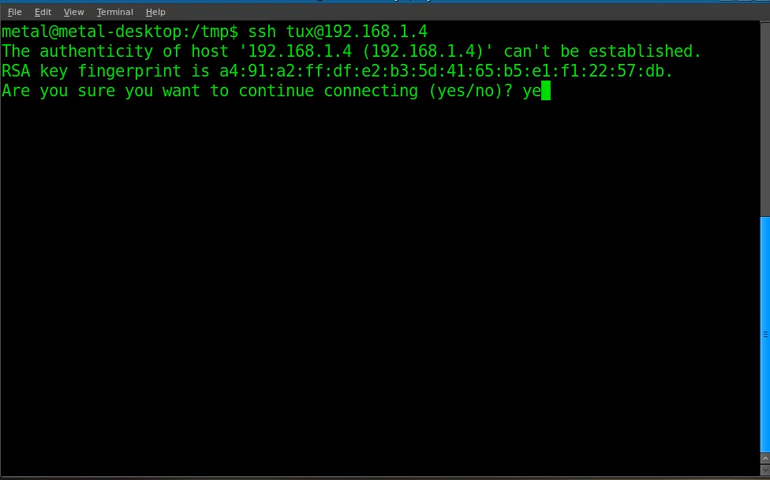 File Edit View Terminal Help
metal@metal-desktop:/tmp$ ssh tux@192.168.1.4
The authenticity of host '192.168.1.4 (192.168.1.4)' can't be established.
RSA key fingerprint is a4:91:a2:ff:df:e2:b3:5d:41:65:b5:e1:f1:22:57:db.
Are you sure you want to continue connecting (yes/no)? ye